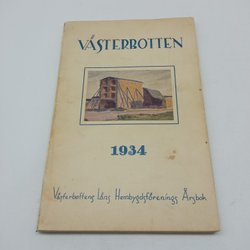 VÄSTERBOTTEN
1934
Västerbottens Läns Hembygdsförenings Årsbok